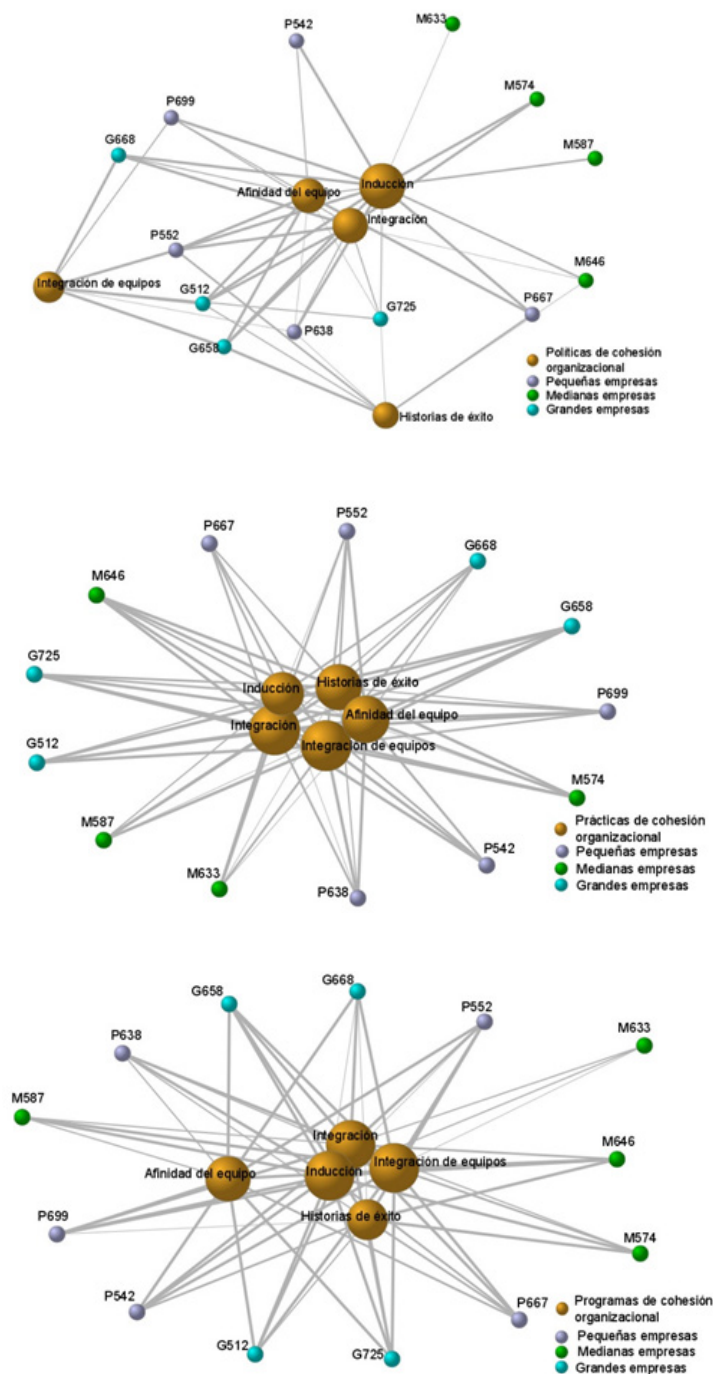 M633
P542
M574
P699
G668
M587
Inducción
Afinidad del equipo
Integración
P552
M646
Integración de equipos
G512
G725
P667
P638
G658
Políticas de cohesión
organizacional
Pequeñas empresas
Medianas empresas
Grandes empresas
Historias de éxito
P552
P667
G668
M646
G658
G725
Inducción
Historias de éxito
P699
Afinidad del equipo
Integración
Integración de equipos
G512
M574
M587
Prácticas de cohesión
organizacional
P542
Pequeñas empresas
M633
Medianas empresas
P638
Grandes empresas
G668
G658
P552
P638
M633
M587
Integración
M646
Integración de equipos
Afinidad del equipo
Inducción
Historias de éxito
P699
M574
P542
Programas de cohesión
organizacional
P667
Pequeñas empresas
G512
G725
Medianas empresas
Grandes empresas